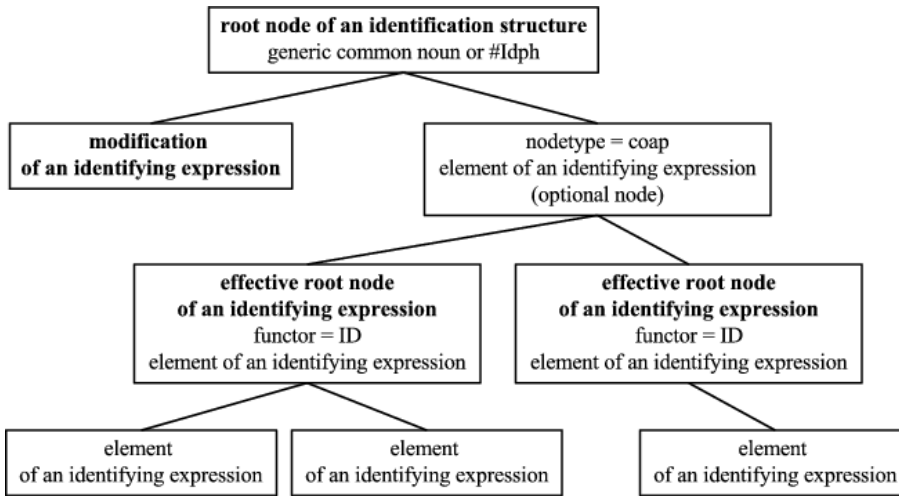 root node of an identification structure
generic common noun or #Idph
modification
of an identifying expression
nodetype = coap
element of an identifying expression
(optional node)
effective root node
of an identifying expression
functor = ID
element of an identifying expression
effective root node
of an identifying expression
functor = ID
element of an identifying expression
element
of an identifying expression
element
of an identifying expression
element
of an identifying expression